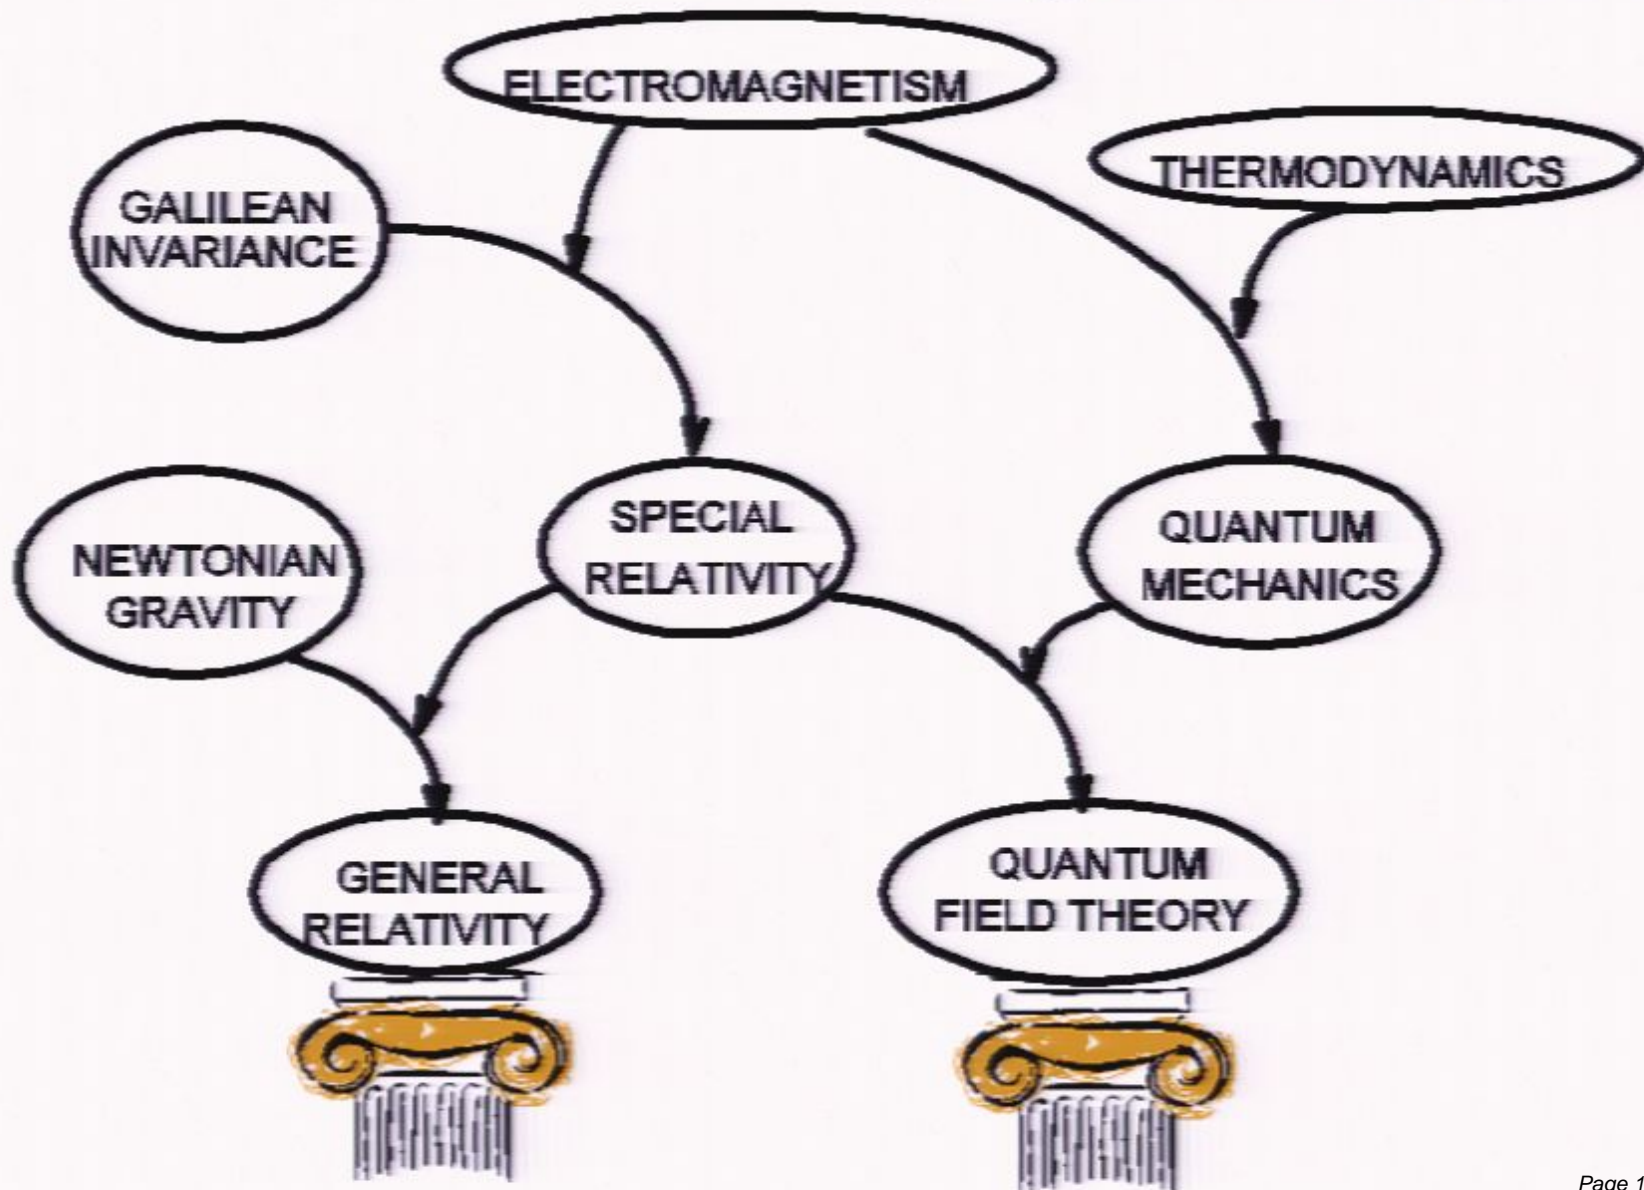 ELECTROMAGNETISM
THERMODYNAMICS
GALILEAN
INVARIANCE
NEWTONIAN
GRAVITY
SPECIAL
RELATIVITY
QUANTUM
MECHANICS
GENERAL
RELATIVITY
QUANTUM
FIELD THEORY
Page 1